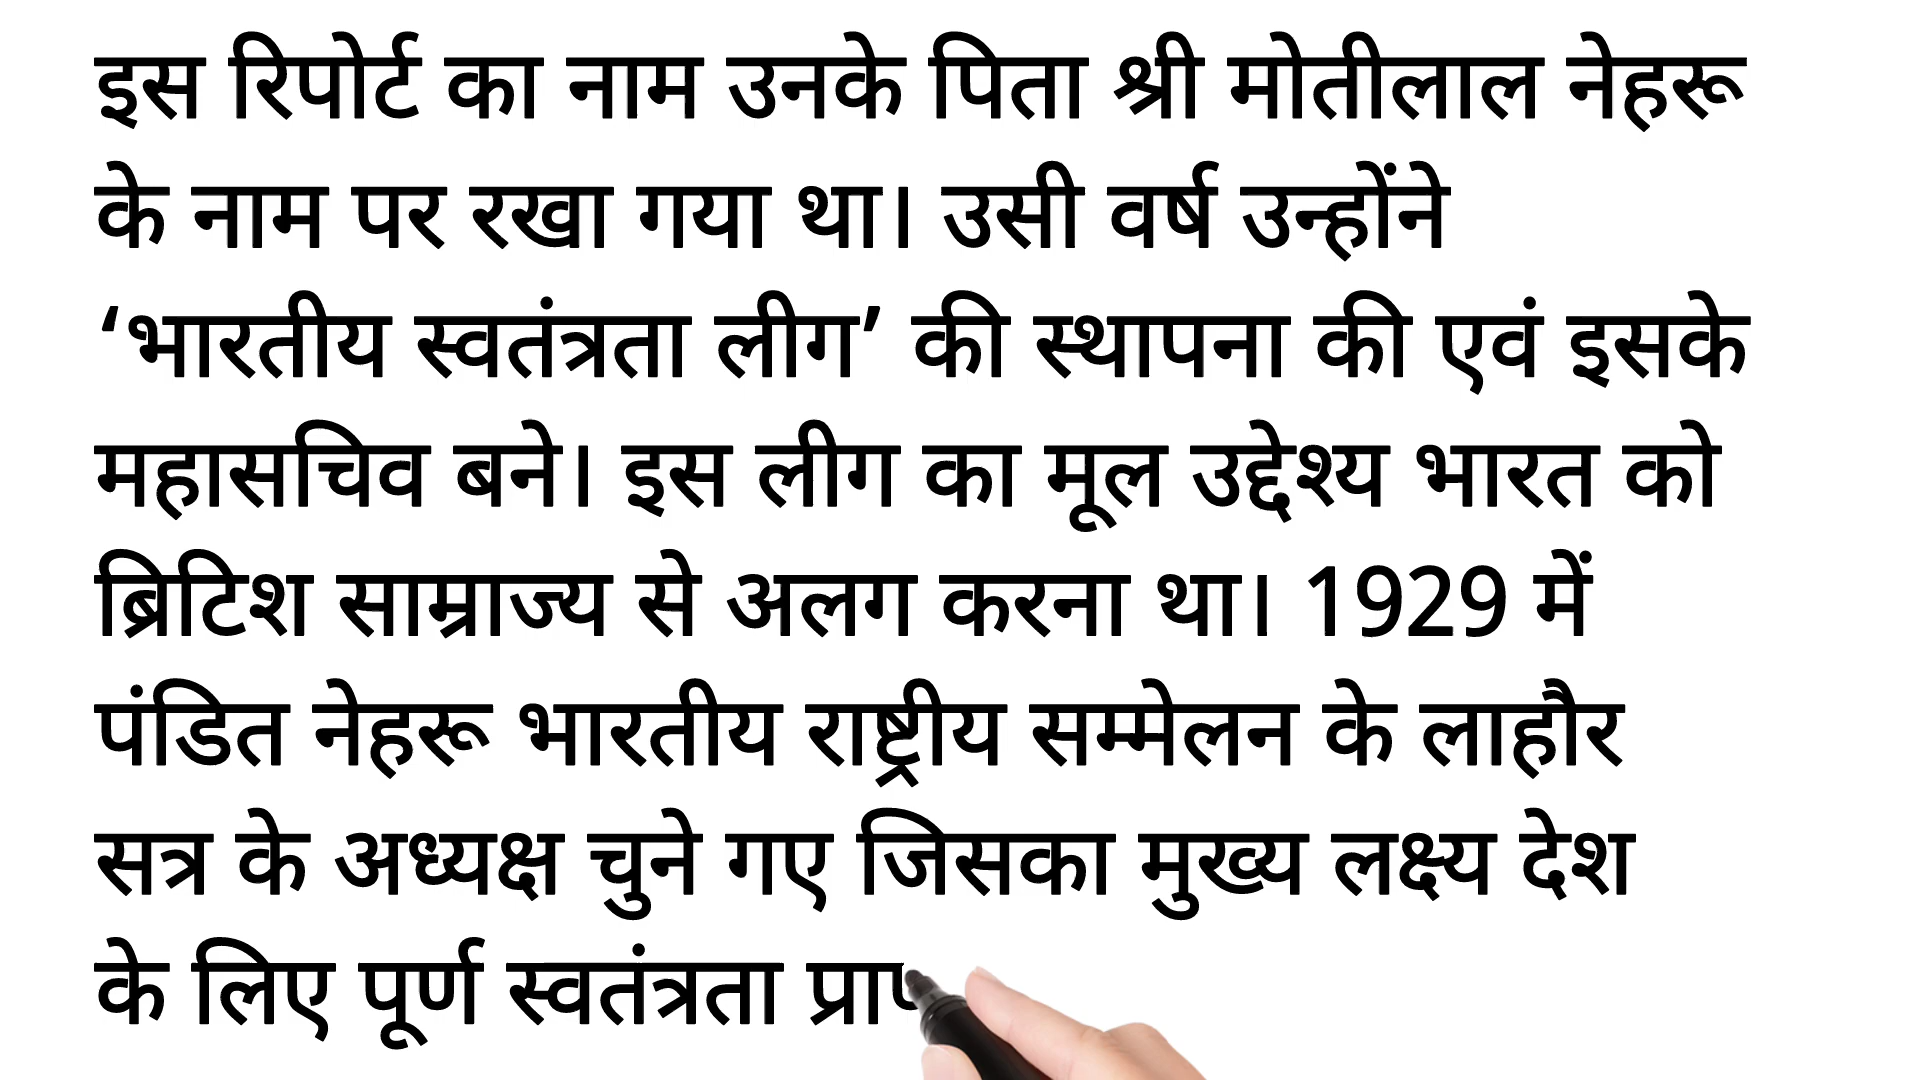 इस रिपोर्ट का नाम उनके पिता श्री मोतीलाल नेहरू
के नाम पर रखा गया था। उसी वर्ष उन्होंने
‘भारतीय स्वतंत्रता लीग’ की स्थापना की एवं इसके
महासचिव बने। इस लीग का मूल उद्देश्य भारत को
ब्रिटिश साम्राज्य से अलग करना था। 1929 में
पंडित नेहरू भारतीय राष्ट्रीय सम्मेलन के लाहौर
सत्र के अध्यक्ष चुने गए जिसका मुख्य लक्ष्य देश
के लिए पूर्ण स्वतंत्रता